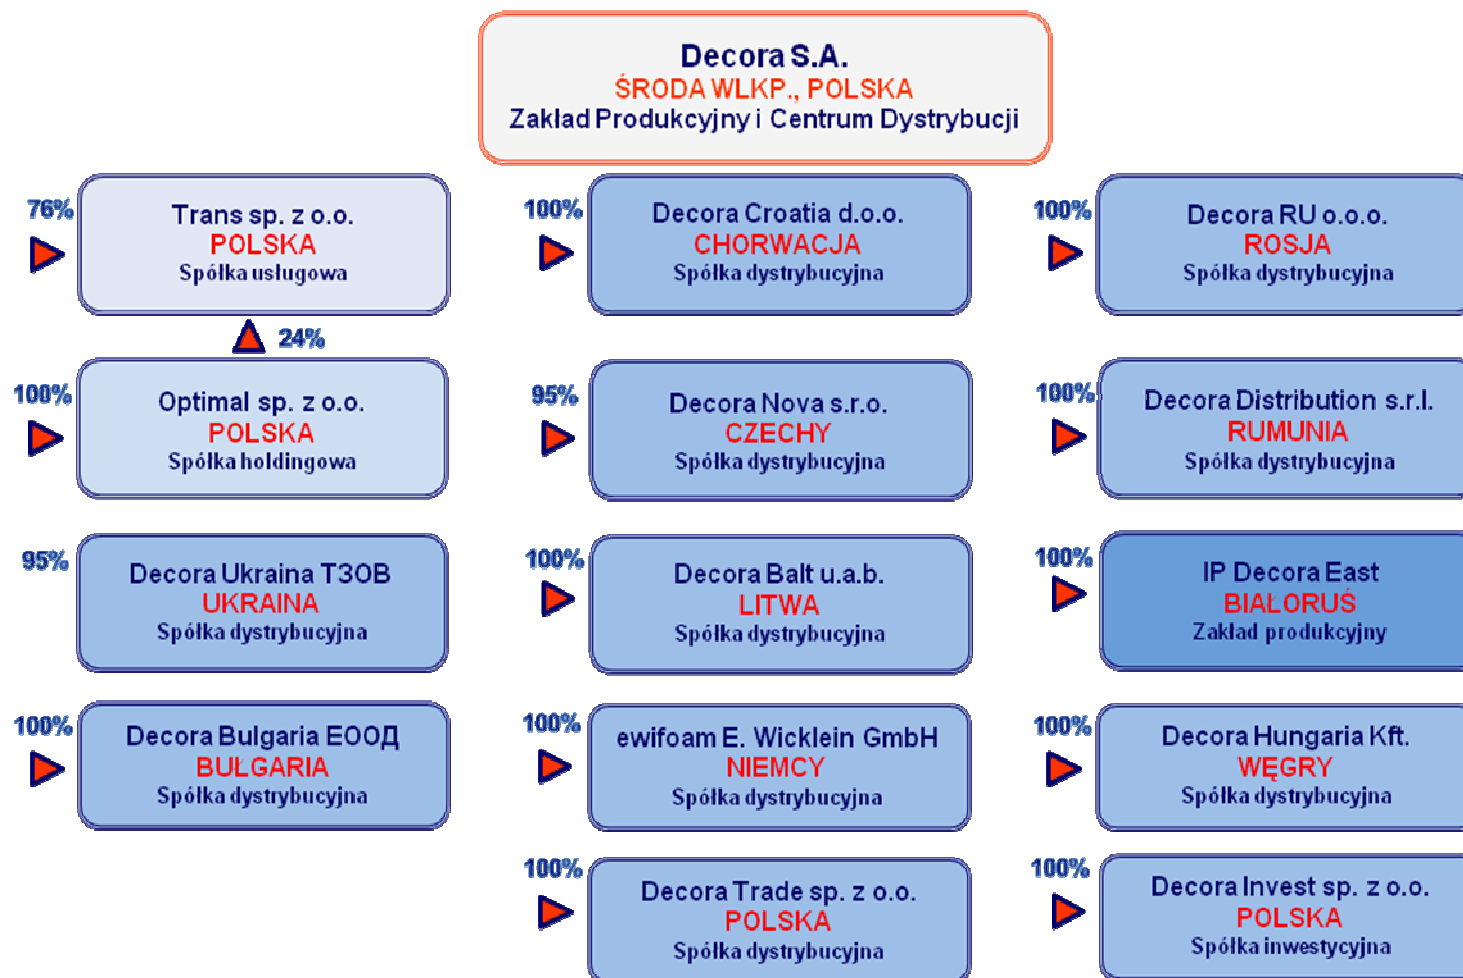 Decora S.A.
ŚRODA WLKP., POLSKA
Zakład Produkcyjny i Centrum Dystrybucji
76%
Trans sp. z o.o.
POLSKA
Spółka usługowa
100%
Decora Croatia d.o.o.
CHORWACJA
Spółka dystrybucyjna
100%
Decora RU o.o.o.
ROSJA
Spółka dystrybucyjna
24%
100%
Optimal sp. z o.o.
POLSKA
Spółka holdingowa
95%
Decora Nova s.r.o.
CZECHY
Spółka dystrybucyjna
100%
Decora Distribution s.r.l.
RUMUNIA
Spółka dystrybucyjna
95%
Decora Ukraina ТЗОВ
UKRAINA
Spółka dystrybucyjna
100%
Decora Balt u.a.b.
LITWA
Spółka dystrybucyjna
100%
IP Decora East
BIAŁORUŚ
Zakład produkcyjny
100%
Decora Bulgaria ЕООД
BUŁGARIA
Spółka dystrybucyjna
100%
ewifoam E. Wicklein GmbH
NIEMCY
Spółka dystrybucyjna
100%
Decora Hungaria Kft.
WĘGRY
Spółka dystrybucyjna
100%
Decora Trade sp. z o.o.
POLSKA
Spółka dystrybucyjna
100%
Decora Invest sp. z o.o.
POLSKA
Spółka inwestycyjna